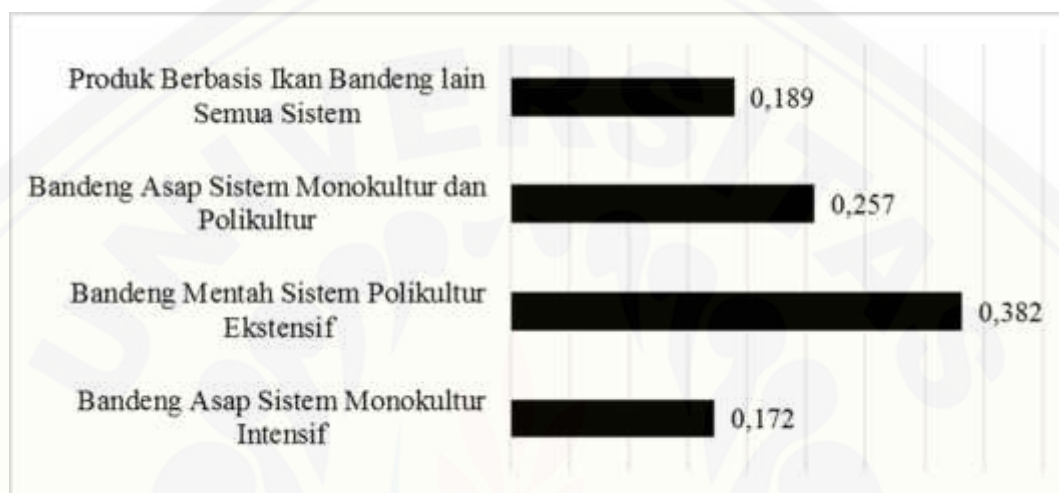 Produk Berbasis Ikan Bandeng lain
Semua Sistem
0,189
Bandeng Asap Sistem Monokultur dan
Polikultur
0,257
Bandeng Mentah Sistem Polikultur
Ekstensif
0,382
Bandeng Asap Sistem Monokultur
Intensif
0,172
UNIVERSITAS